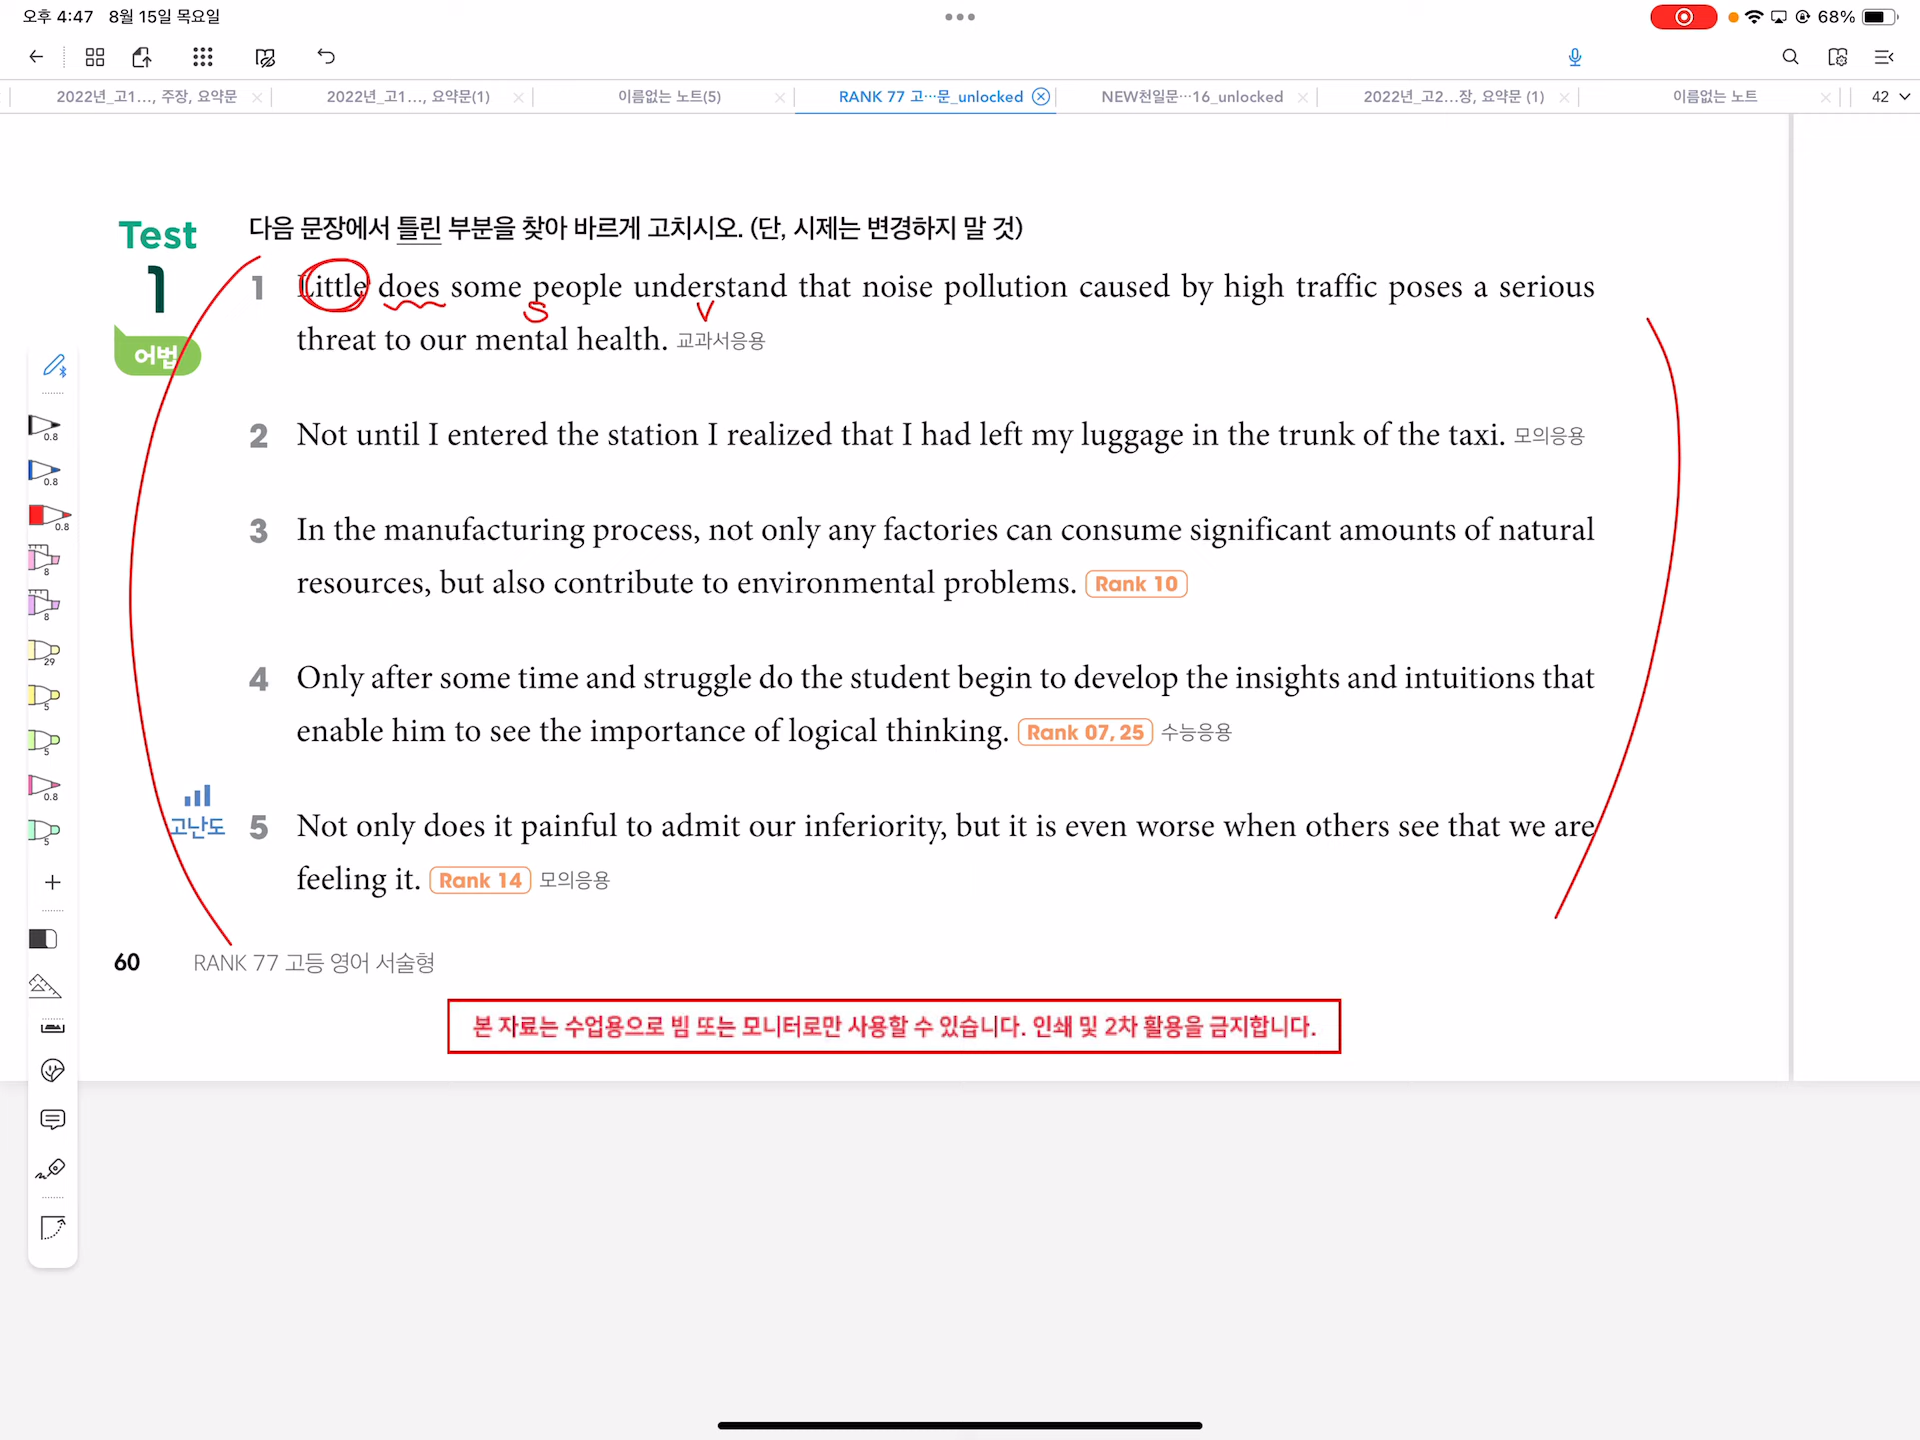 오후 4:47 8월 15일 목요일
68%
2022년_고1..., 주장, 요약문
2022년_고1..., 요약문(1)
이름없는 노트(5)
RANK 77 고…문_unlocked
NEW천일문…16_unlocked
2022년_고2...장, 요약문 (1)
이름없는 노트
42
Test 1
어법
다음 문장에서 틀린 부분을 찾아 바르게 고치시오. (단, 시제는 변경하지 말 것)
1 Little does some people understand that noise pollution caused by high traffic poses a serious
S V
threat to our mental health. 교과서응용
2 Not until I entered the station I realized that I had left my luggage in the trunk of the taxi. 모의응용
3 In the manufacturing process, not only any factories can consume significant amounts of natural
resources, but also contribute to environmental problems. Rank 10
4 Only after some time and struggle do the student begin to develop the insights and intuitions that
enable him to see the importance of logical thinking. Rank 07, 25 수능응용
고난도
5 Not only does it painful to admit our inferiority, but it is even worse when others see that we are
feeling it. Rank 14 모의응용
60 RANK 77 고등 영어 서술형
본 자료는 수업용으로 빔 또는 모니터로만 사용할 수 있습니다. 인쇄 및 2차 활용을 금지합니다.
0.8
0.8
0.8
8
8
29
5
5
0.8
5